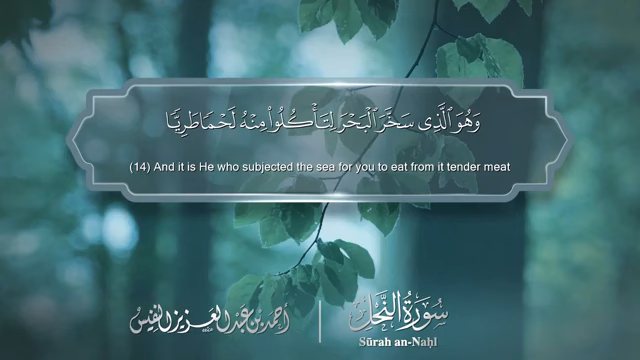 وَهُوَ ٱلَّذِى سَخَّرَ ٱلْبَحْرَ لِتَأْكُلُوا۟ مِنْهُ لَحْمًا طَرِيًّا
(14) And it is He who subjected the sea for you to eat from it tender meat
سُورَةُ النَّحْل
Sūrah an-Naḥl
أحمد بن عبد العزيز النفيس